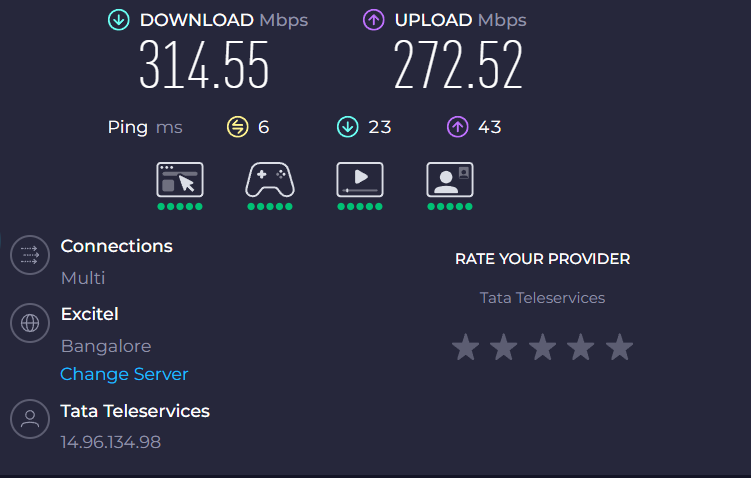 DOWNLOAD Mbps
UPLOAD Mbps
314.55
272.52
Ping ms 6 23 43
Connections
Multi
Excitel
Bangalore
Change Server
Tata Teleservices
14.96.134.98
RATE YOUR PROVIDER
Tata Teleservices